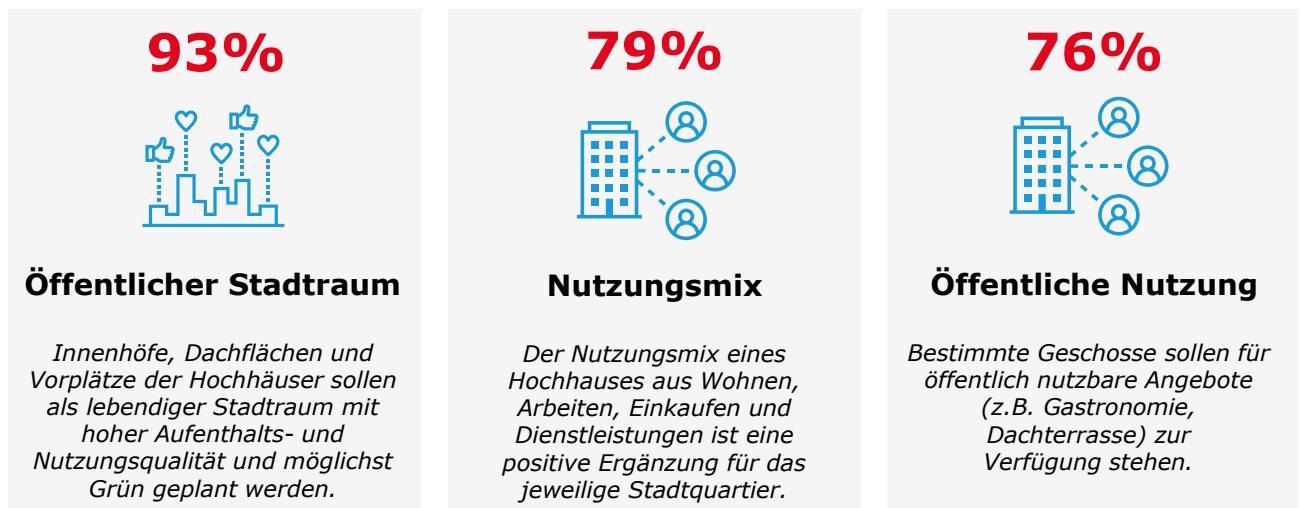 93%
Öffentlicher Stadtraum
Innenhöfe, Dachflächen und
Vorplätze der Hochhäuser sollen
als lebendiger Stadtraum mit
hoher Aufenthalts- und
Nutzungsqualität und möglichst
Grün geplant werden.
79%
Nutzungsmix
Der Nutzungsmix eines
Hochhauses aus Wohnen,
Arbeiten, Einkaufen und
Dienstleistungen ist eine
positive Ergänzung für das
jeweilige Stadtquartier.
76%
Öffentliche Nutzung
Bestimmte Geschosse sollen für
öffentlich nutzbare Angebote
(z.B. Gastronomie,
Dachterrasse) zur
Verfügung stehen.